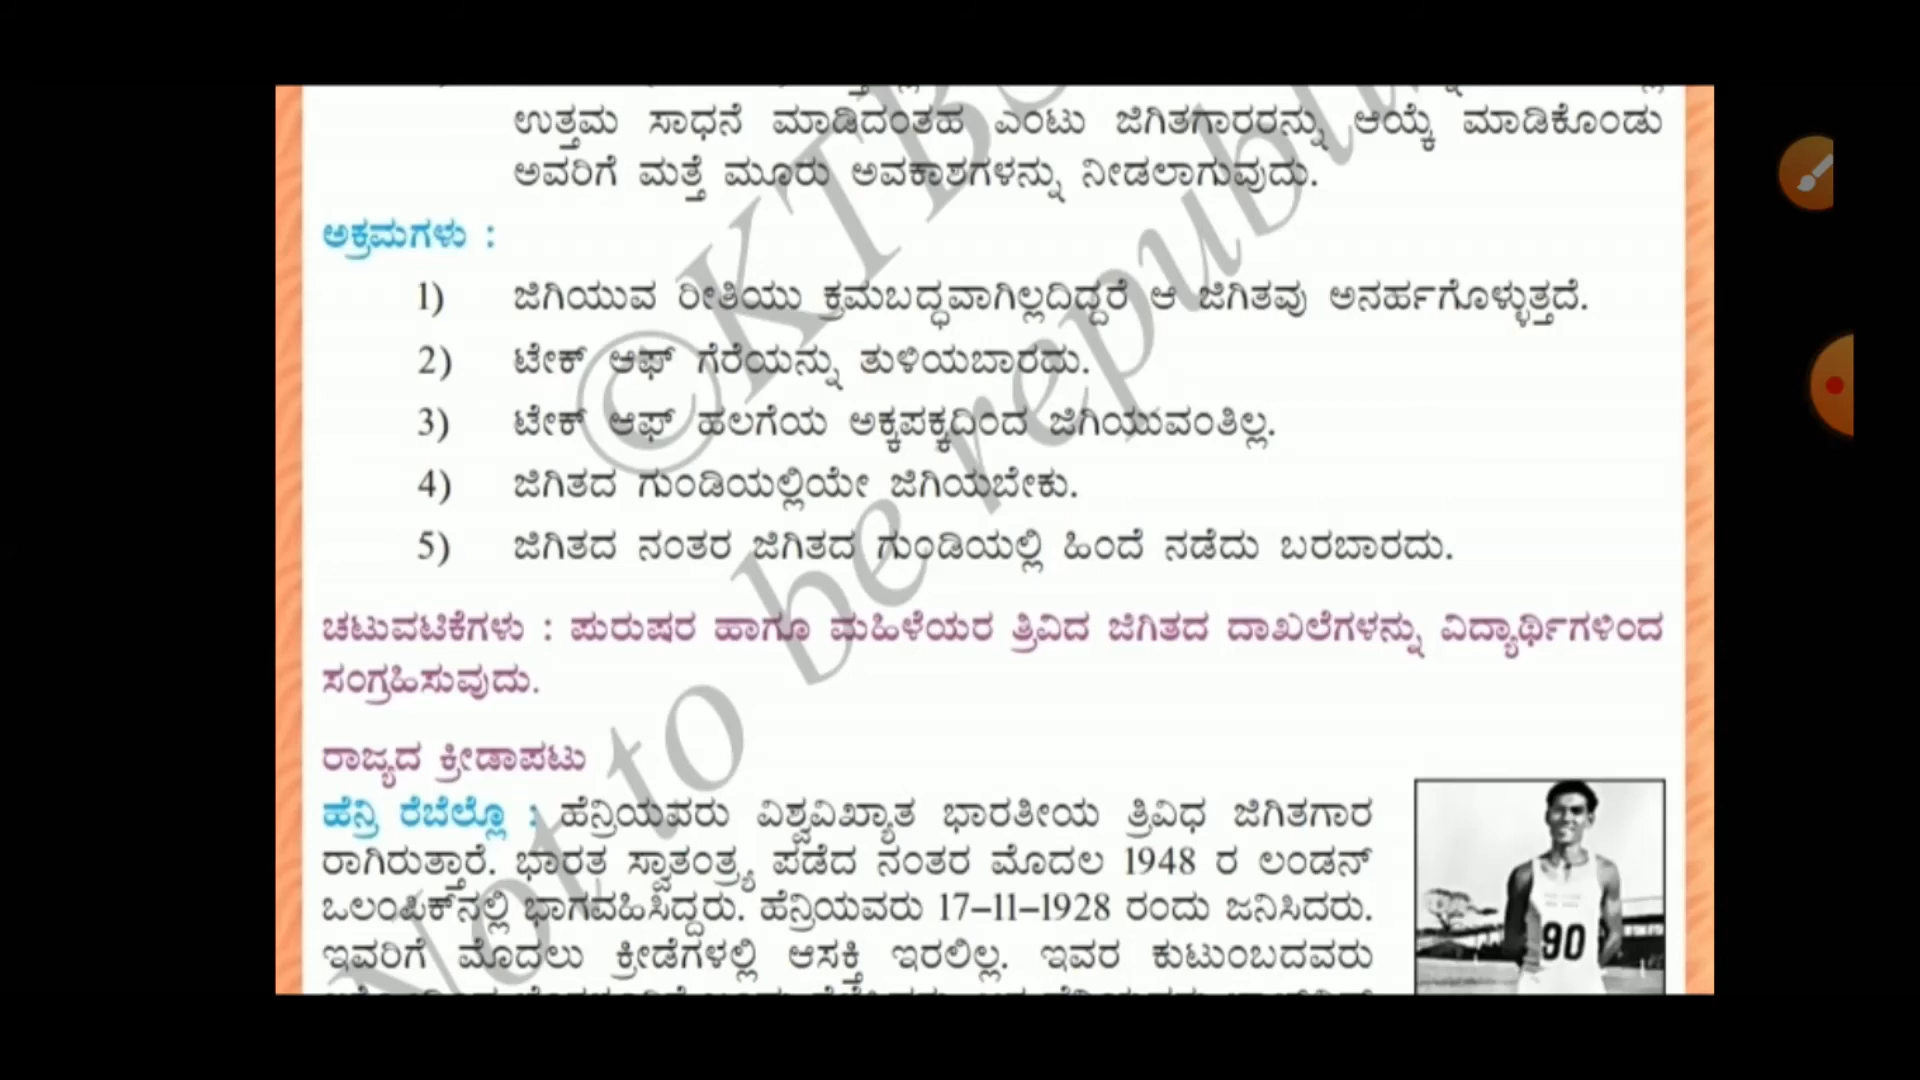 ಉತ್ತಮ ಸಾಧನೆ ಮಾಡಿದಂತಹ ಎಂಟು ಜಿಗಿತಗಾರರನ್ನು ಆಯ್ಕೆ ಮಾಡಿಕೊಂಡು
ಅವರಿಗೆ ಮತ್ತೆ ಮೂರು ಅವಕಾಶಗಳನ್ನು ನೀಡಲಾಗುವುದು.
ಅಕ್ರಮಗಳು :
1) ಜಿಗಿಯುವ ರೀತಿಯು ಕ್ರಮಬದ್ಧವಾಗಿಲ್ಲದಿದ್ದರೆ ಆ ಜಿಗಿತವು ಅನರ್ಹಗೊಳ್ಳುತ್ತದೆ.
2) ಟೇಕ್ ಆಫ್ ಗೆರೆಯನ್ನು ತುಳಿಯಬಾರದು.
3) ಟೇಕ್ ಆಫ್ ಹಲಗೆಯ ಅಕ್ಕಪಕ್ಕದಿಂದ ಜಿಗಿಯುವಂತಿಲ್ಲ.
4) ಜಿಗಿತದ ಗುಂಡಿಯಲ್ಲಿಯೇ ಜಿಗಿಯಬೇಕು.
5) ಜಿಗಿತದ ನಂತರ ಜಿಗಿತದ ಗುಂಡಿಯಲ್ಲಿ ಹಿಂದೆ ನಡೆದು ಬರಬಾರದು.
ಚಟುವಟಿಕೆಗಳು : ಪುರುಷರ ಹಾಗೂ ಮಹಿಳೆಯರ ತ್ರಿವಿದ ಜಿಗಿತದ ದಾಖಲೆಗಳನ್ನು ವಿದ್ಯಾರ್ಥಿಗಳಿಂದ
ಸಂಗ್ರಹಿಸುವುದು.
ರಾಜ್ಯದ ಕ್ರೀಡಾಪಟು
ಹೆನ್ರಿ ರೆಬೆಲ್ಲೊ : ಹೆನ್ರಿಯವರು ವಿಶ್ವವಿಖ್ಯಾತ ಭಾರತೀಯ ತ್ರಿವಿಧ ಜಿಗಿತಗಾರ
ರಾಗಿರುತ್ತಾರೆ. ಭಾರತ ಸ್ವಾತಂತ್ರ್ಯ ಪಡೆದ ನಂತರ ಮೊದಲ 1948 ರ ಲಂಡನ್
ಒಲಂಪಿಕ್‌ನಲ್ಲಿ ಭಾಗವಹಿಸಿದ್ದರು. ಹೆನ್ರಿಯವರು 17–11–1928 ರಂದು ಜನಿಸಿದರು.
ಇವರಿಗೆ ಮೊದಲು ಕ್ರೀಡೆಗಳಲ್ಲಿ ಆಸಕ್ತಿ ಇರಲಿಲ್ಲ. ಇವರ ಕುಟುಂಬದವರು
90
©KTBS
Not to be republi